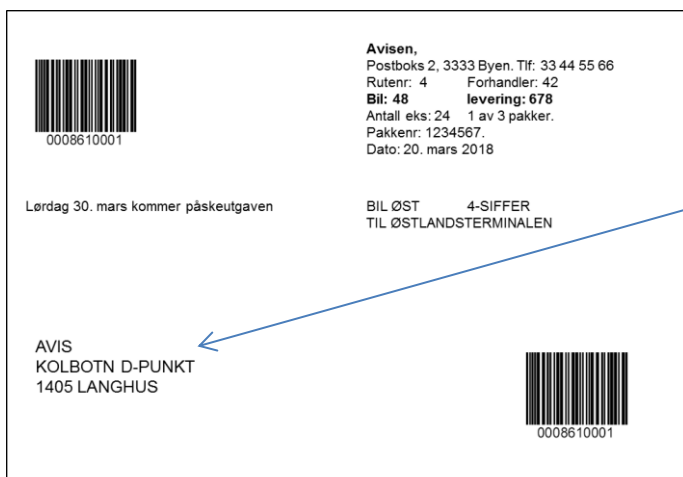 0008610001
Avisen,
Postboks 2, 3333 Byen. Tlf: 33 44 55 66
Rutenr: 4 Forhandler: 42
Bil: 48 levering: 678
Antall eks: 24 1 av 3 pakker.
Pakkenr: 1234567.
Dato: 20. mars 2018
Lørdag 30. mars kommer påskeutgaven
BIL ØST 4-SIFFER
TIL ØSTLANDSTERMINALEN
AVIS
KOLBOTN D-PUNKT
1405 LANGHUS
0008610001